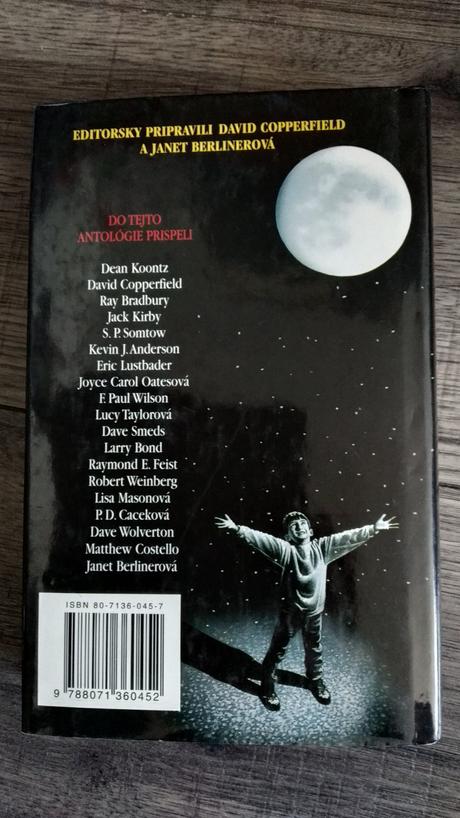 EDITORSKY PRIPRAVILI DAVID COPPERFIELD
A JANET BERLINEROVÁ
DO TEJTO
ANTOLÓGIE PRISPELI
Dean Koontz
David Copperfield
Ray Bradbury
Jack Kirby
S. P. Somtow
Kevin J. Anderson
Eric Lustbader
Joyce Carol Oatesová
F. Paul Wilson
Lucy Taylorová
Dave Smeds
Larry Bond
Raymond E. Feist
Robert Weinberg
Lisa Masonová
P. D. Caceková
Dave Wolverton
Matthew Costello
Janet Berlinerová
ISBN 80-7136-045-7
9 788071 360452